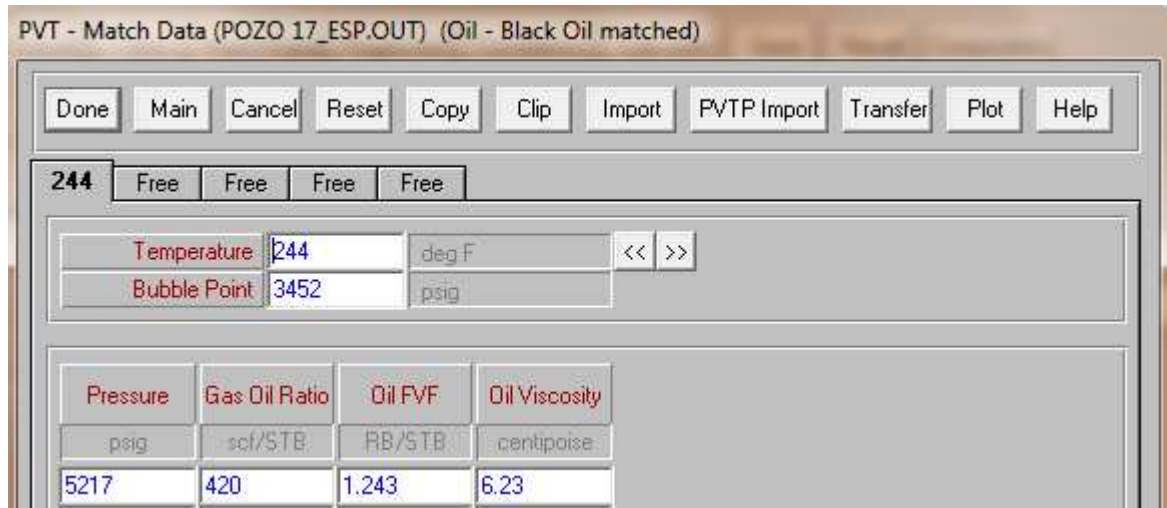 PVT - Match Data (POZO 17_ESP.OUT) (Oil - Black Oil matched)
Done Main Cancel Reset Copy Clip Import PVTP Import Transfer Plot Help
244 Free Free Free Free
Temperature 244 deg F << >>
Bubble Point 3452 psig
Pressure Gas Oil Ratio Oil FVF Oil Viscosity
psig scf/STB RB/STB centipoise
5217 420 1.243 6.23